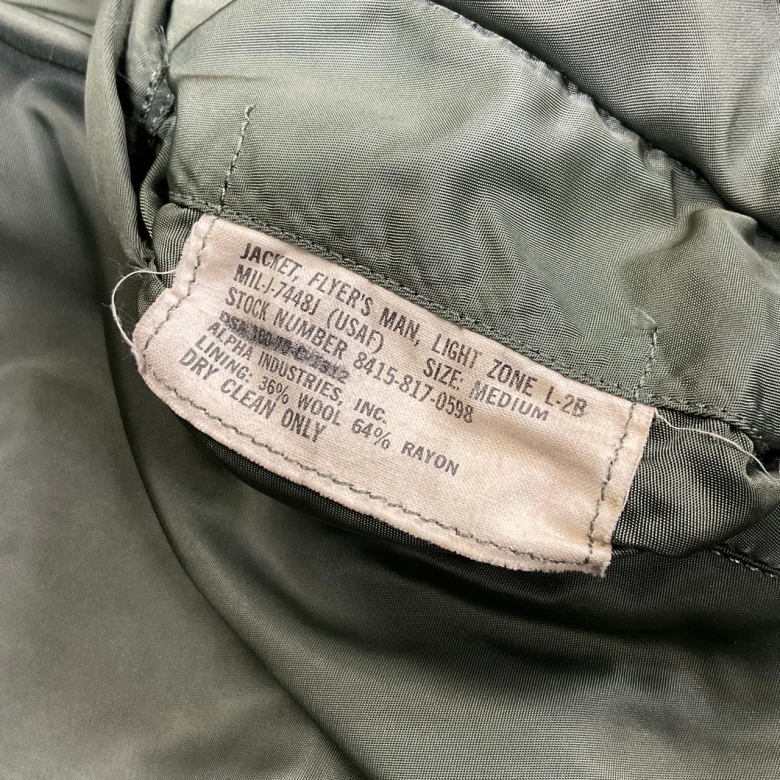 JACKET, FLYER'S MAN, LIGHT ZONE L-2B
MIL-J-7448J (USAF) SIZE: MEDIUM
STOCK NUMBER 8415-817-0598
ALPHA INDUSTRIES, INC.
LINING: 36% WOOL 64% RAYON
DRY CLEAN ONLY